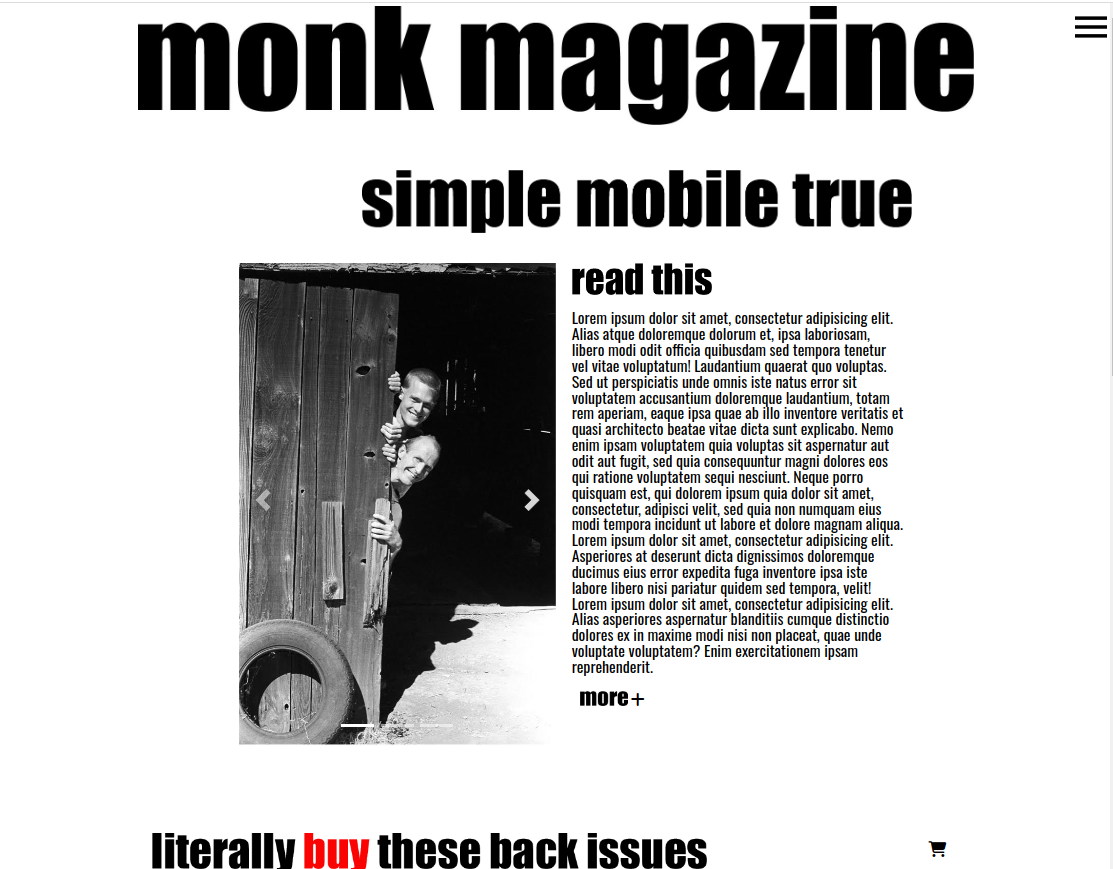 monk magazine
simple mobile true
read this
Lorem ipsum dolor sit amet, consectetur adipisicing elit.
Alias atque doloremque dolorum et, ipsa laboriosam,
libero modi odit officia quibusdam sed tempora tenetur
vel vitae voluptatum! Laudantium quaerat quo voluptas.
Sed ut perspiciatis unde omnis iste natus error sit
voluptatem accusantium doloremque laudantium, totam
rem aperiam, eaque ipsa quae ab illo inventore veritatis et
quasi architecto beatae vitae dicta sunt explicabo. Nemo
enim ipsam voluptatem quia voluptas sit aspernatur aut
odit aut fugit, sed quia consequuntur magni dolores eos
qui ratione voluptatem sequi nesciunt. Neque porro
quisquam est, qui dolorem ipsum quia dolor sit amet,
consectetur, adipisci velit, sed quia non numquam eius
modi tempora incidunt ut labore et dolore magnam aliqua.
Lorem ipsum dolor sit amet, consectetur adipisicing elit.
Asperiores at deserunt dicta dignissimos doloremque
ducimus eius error expedita fuga inventore ipsa iste
labore libero nisi pariatur quidem sed tempora, velit!
Lorem ipsum dolor sit amet, consectetur adipisicing elit.
Alias asperiores aspernatur blanditiis cumque distinctio
dolores ex in maxime modi nisi non placeat, quae unde
voluptate voluptatem? Enim exercitationem ipsam
reprehenderit.
more+
literally buy these back issues